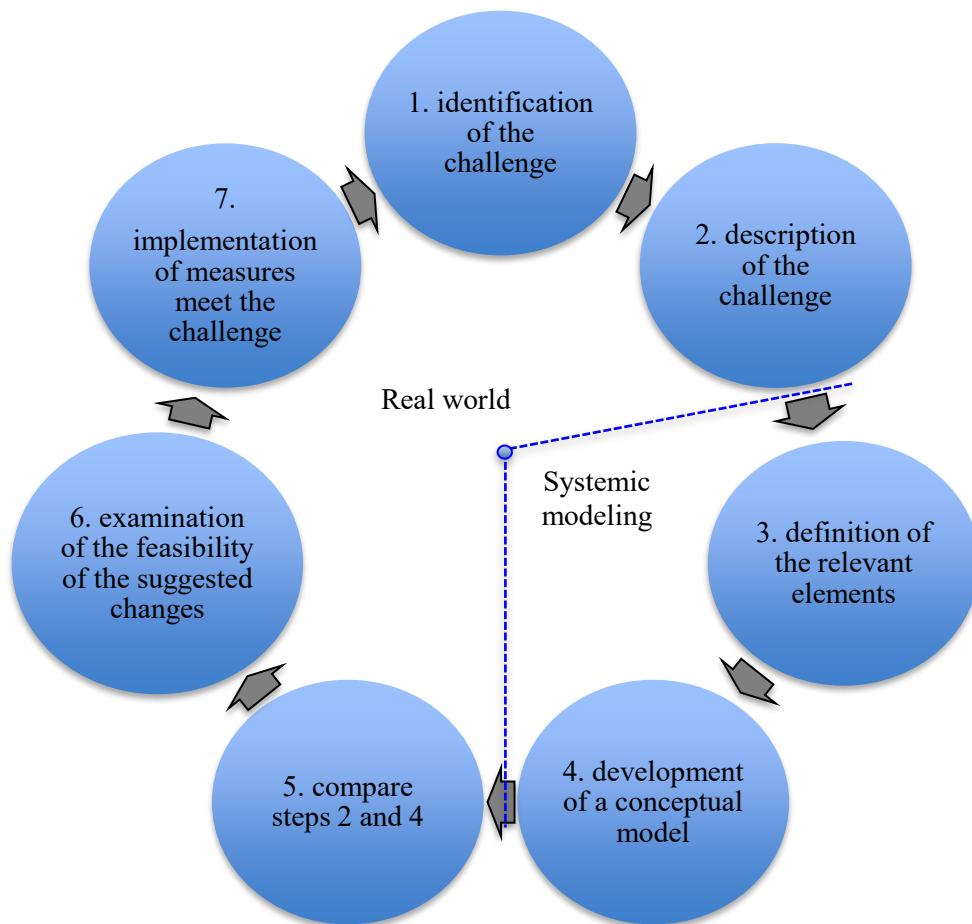 1. identification
of the
challenge
2. description
of the
challenge
3. definition of
the relevant
elements
4. development
of a conceptual
model
5. compare
steps 2 and 4
6. examination
of the feasibility
of the suggested
changes
7.
implementation
of measures
meet the
challenge
Real world
Systemic
modeling